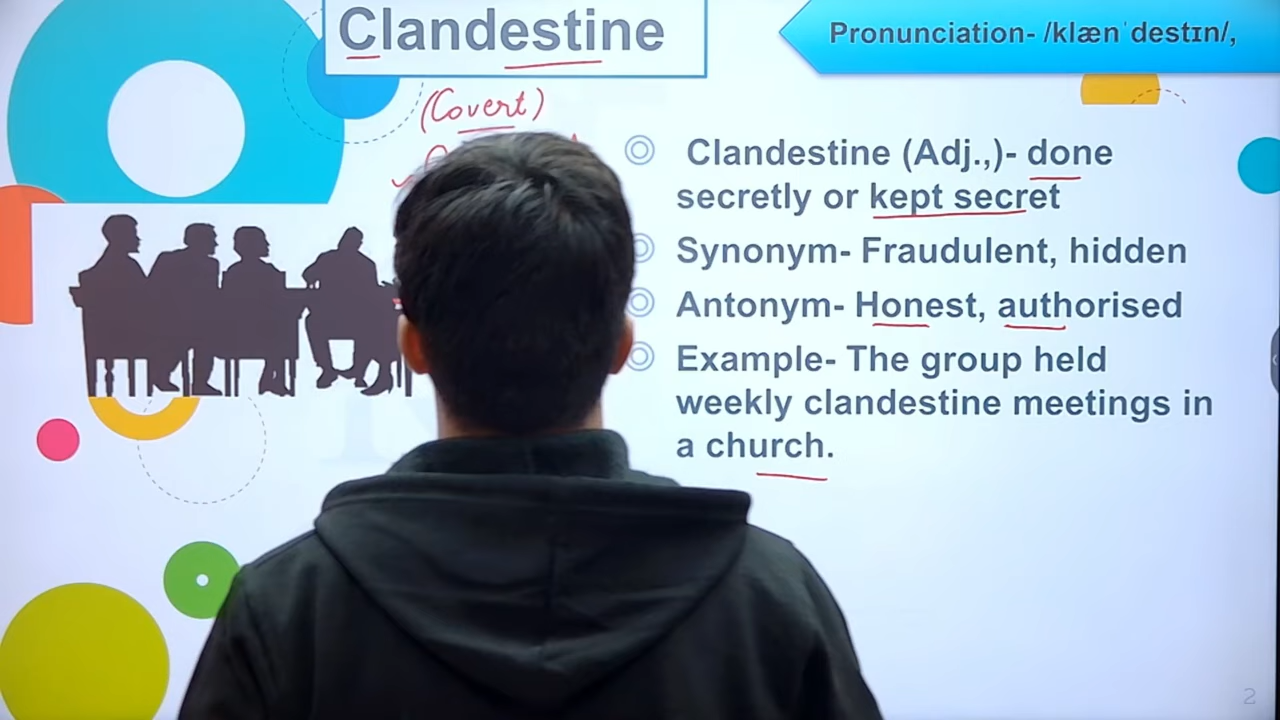 Clandestine
Pronunciation- /klænˈdestɪn/,
(Covert)
Clandestine (Adj.,)- done
secretly or kept secret
Synonym- Fraudulent, hidden
Antonym- Honest, authorised
Example- The group held
weekly clandestine meetings in
a church.
2